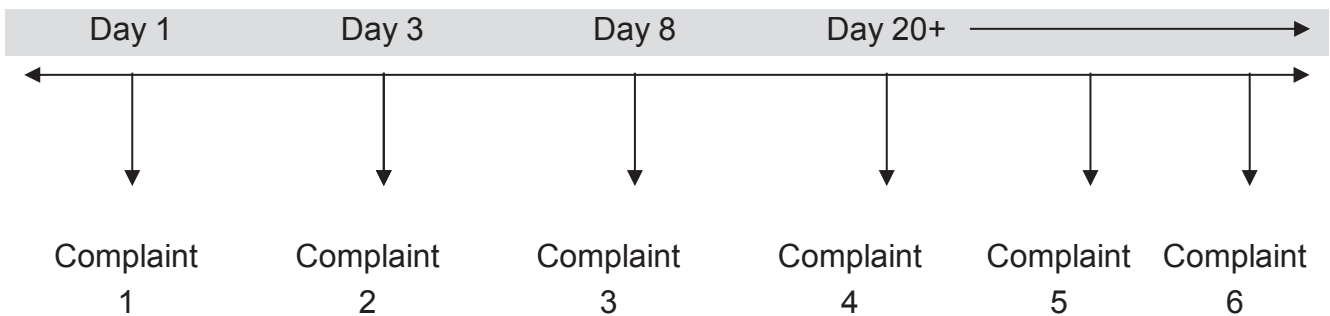 Day 1 Day 3 Day 8 Day 20+
Complaint Complaint Complaint Complaint Complaint Complaint
1 2 3 4 5 6